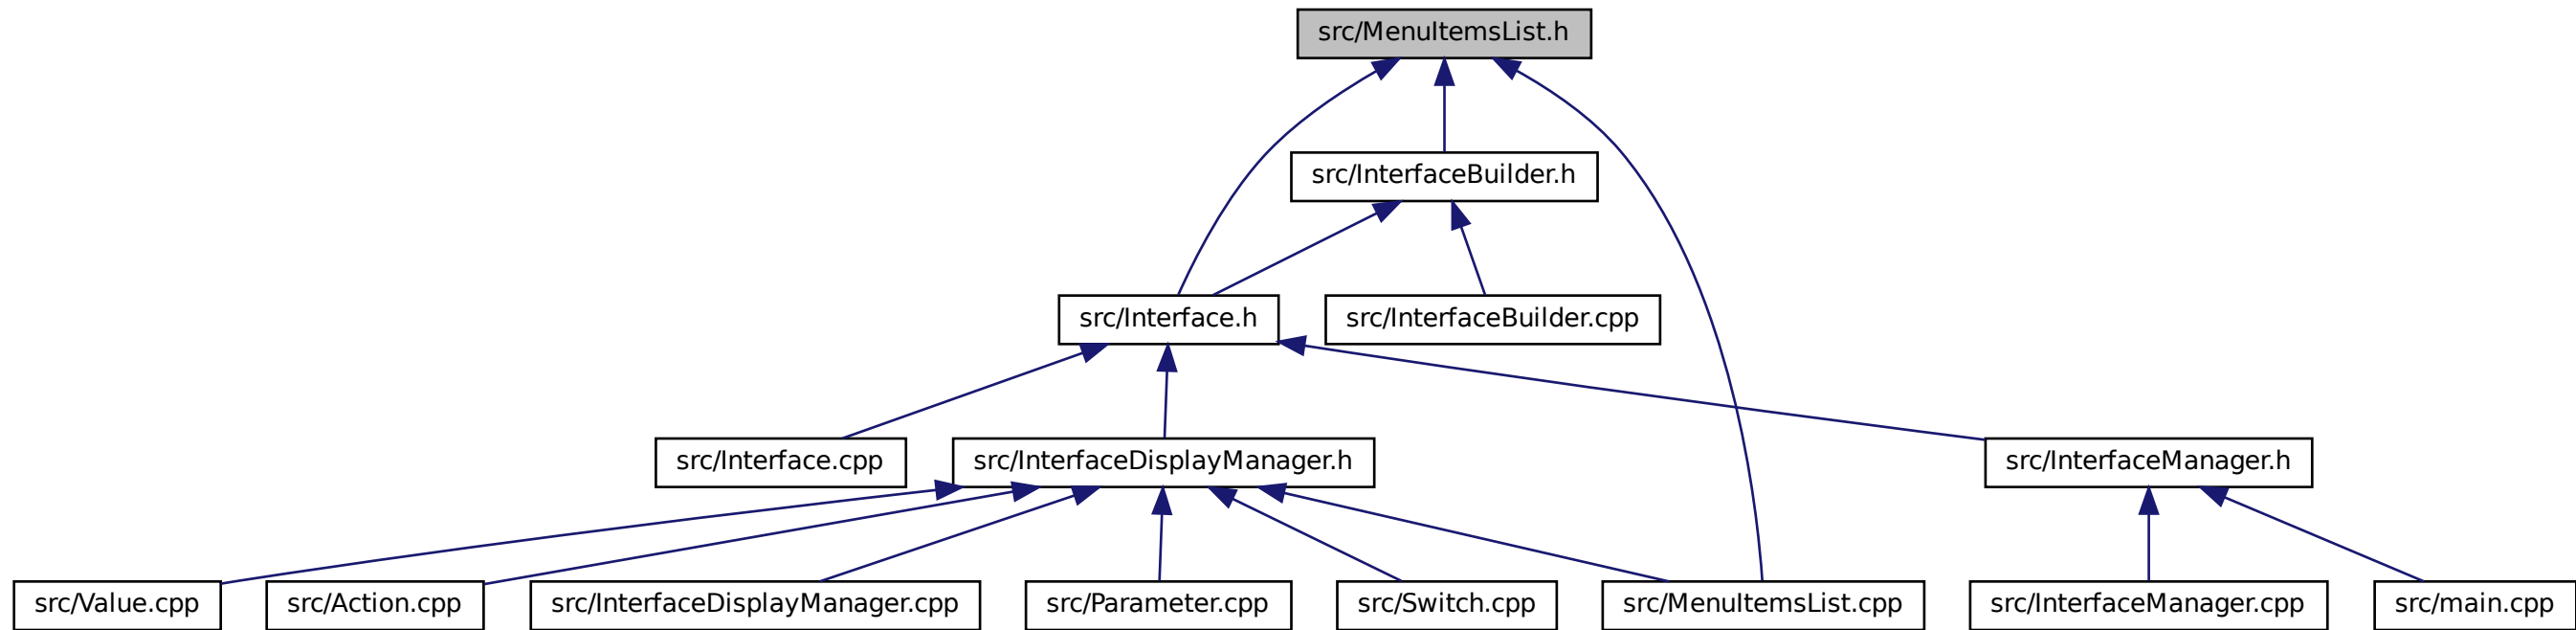 src/MenuItemsList.h
src/InterfaceBuilder.h
src/Interface.h
src/InterfaceBuilder.cpp
src/Interface.cpp
src/InterfaceDisplayManager.h
src/InterfaceManager.h
src/Value.cpp
src/Action.cpp
src/InterfaceDisplayManager.cpp
src/Parameter.cpp
src/Switch.cpp
src/MenuItemsList.cpp
src/InterfaceManager.cpp
src/main.cpp